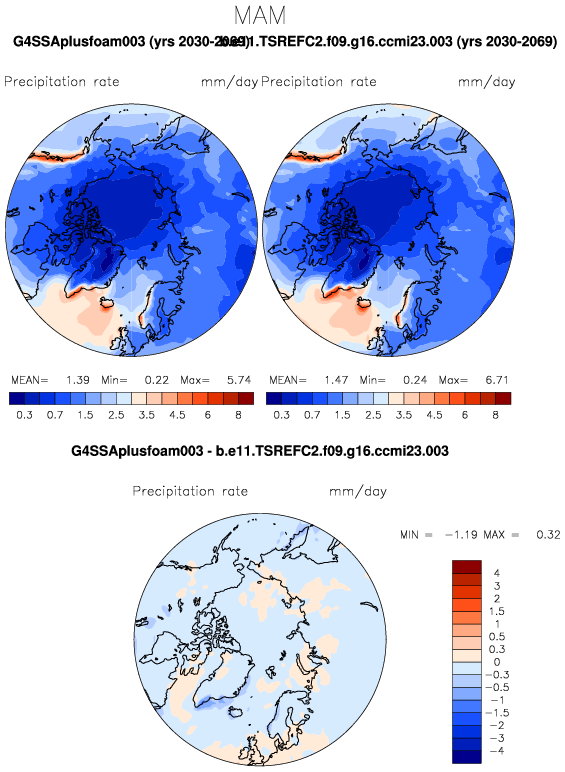 MAM
G4SSAplusfoam003 (yrs 2030-2069) b.e11.TSREFC2.f09.g16.ccmi23.003 (yrs 2030-2069)
Precipitation rate mm/day Precipitation rate mm/day
MEAN= 1.39 Min= 0.22 Max= 5.74 MEAN= 1.47 Min= 0.24 Max= 6.71
0.3 0.7 1.5 2.5 3.5 4.5 6 8 0.3 0.7 1.5 2.5 3.5 4.5 6 8
G4SSAplusfoam003 - b.e11.TSREFC2.f09.g16.ccmi23.003
Precipitation rate mm/day
MIN = -1.19 MAX = 0.32
4
3
2
1.5
1
0.5
0.3
0
-0.3
-0.5
-1
-1.5
-2
-3
-4